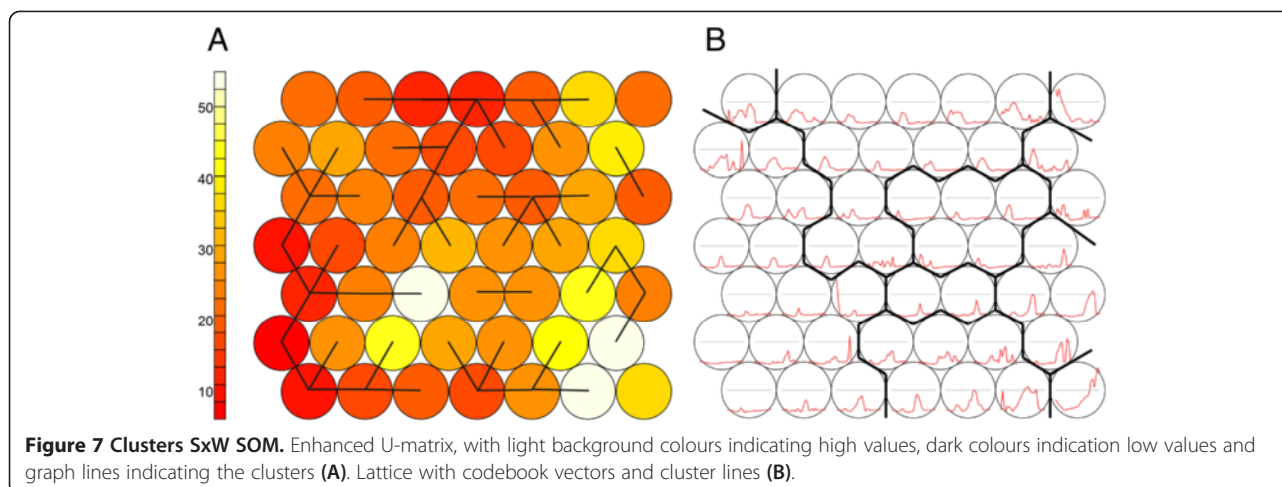 A
B
50
40
30
20
10
Figure 7 Clusters SxW SOM. Enhanced U-matrix, with light background colours indicating high values, dark colours indication low values and
graph lines indicating the clusters (A). Lattice with codebook vectors and cluster lines (B).